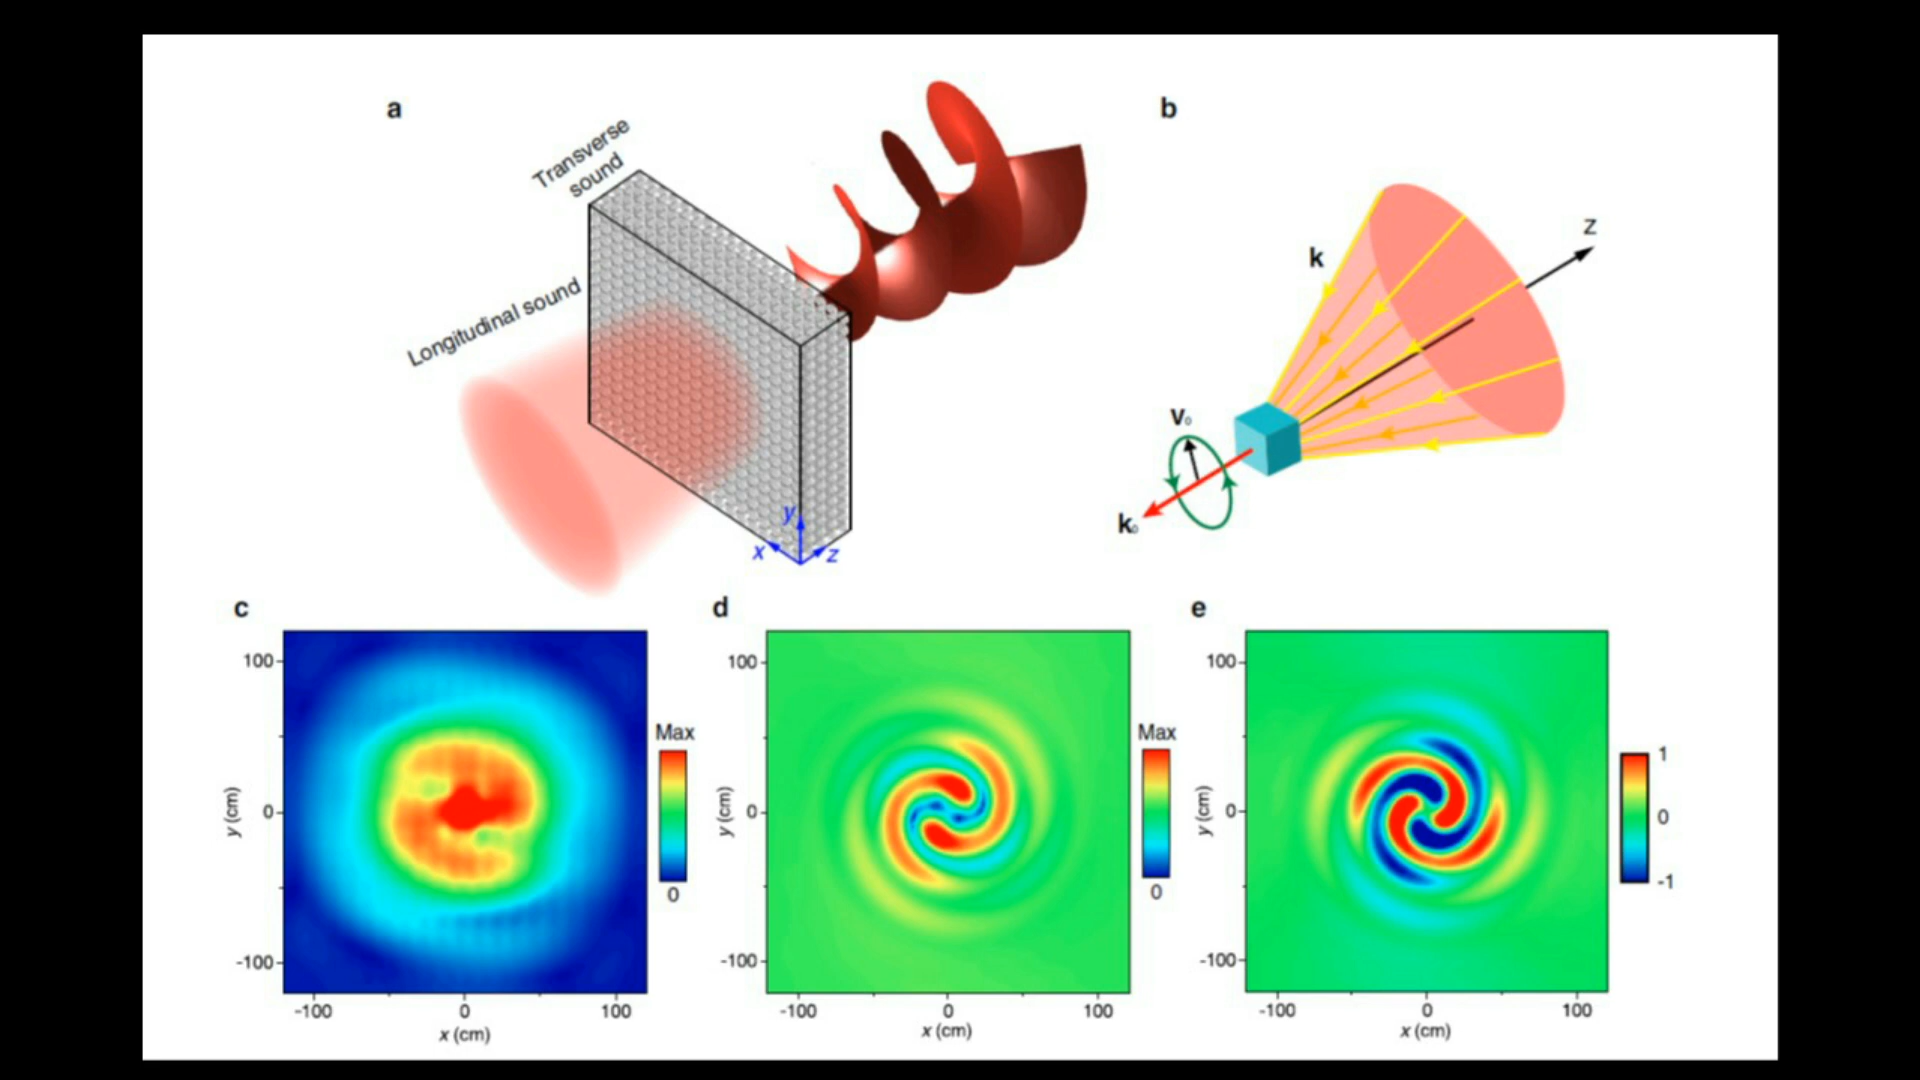 a
Transverse
sound
Longitudinal sound
y
x
z
b
k
z
v₀
k₀
c
100
0
-100
y (cm)
-100
0
100
x (cm)
Max
0
d
100
0
-100
y (cm)
-100
0
100
x (cm)
Max
0
e
100
0
-100
y (cm)
-100
0
100
x (cm)
1
0
-1